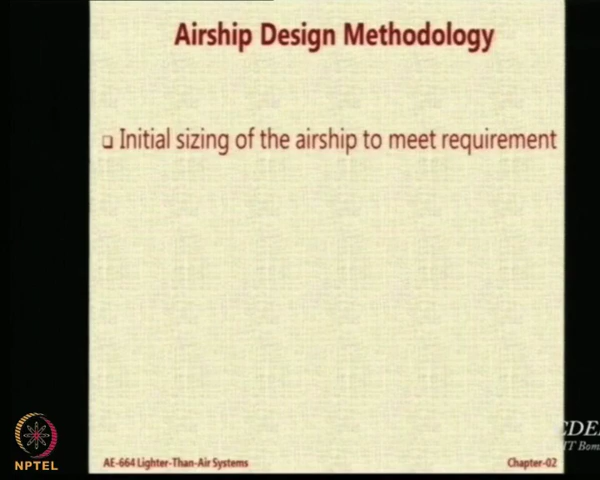 Airship Design Methodology
Initial sizing of the airship to meet requirement
NPTEL
AE-664 Lighter-Than-Air Systems
Chapter-02